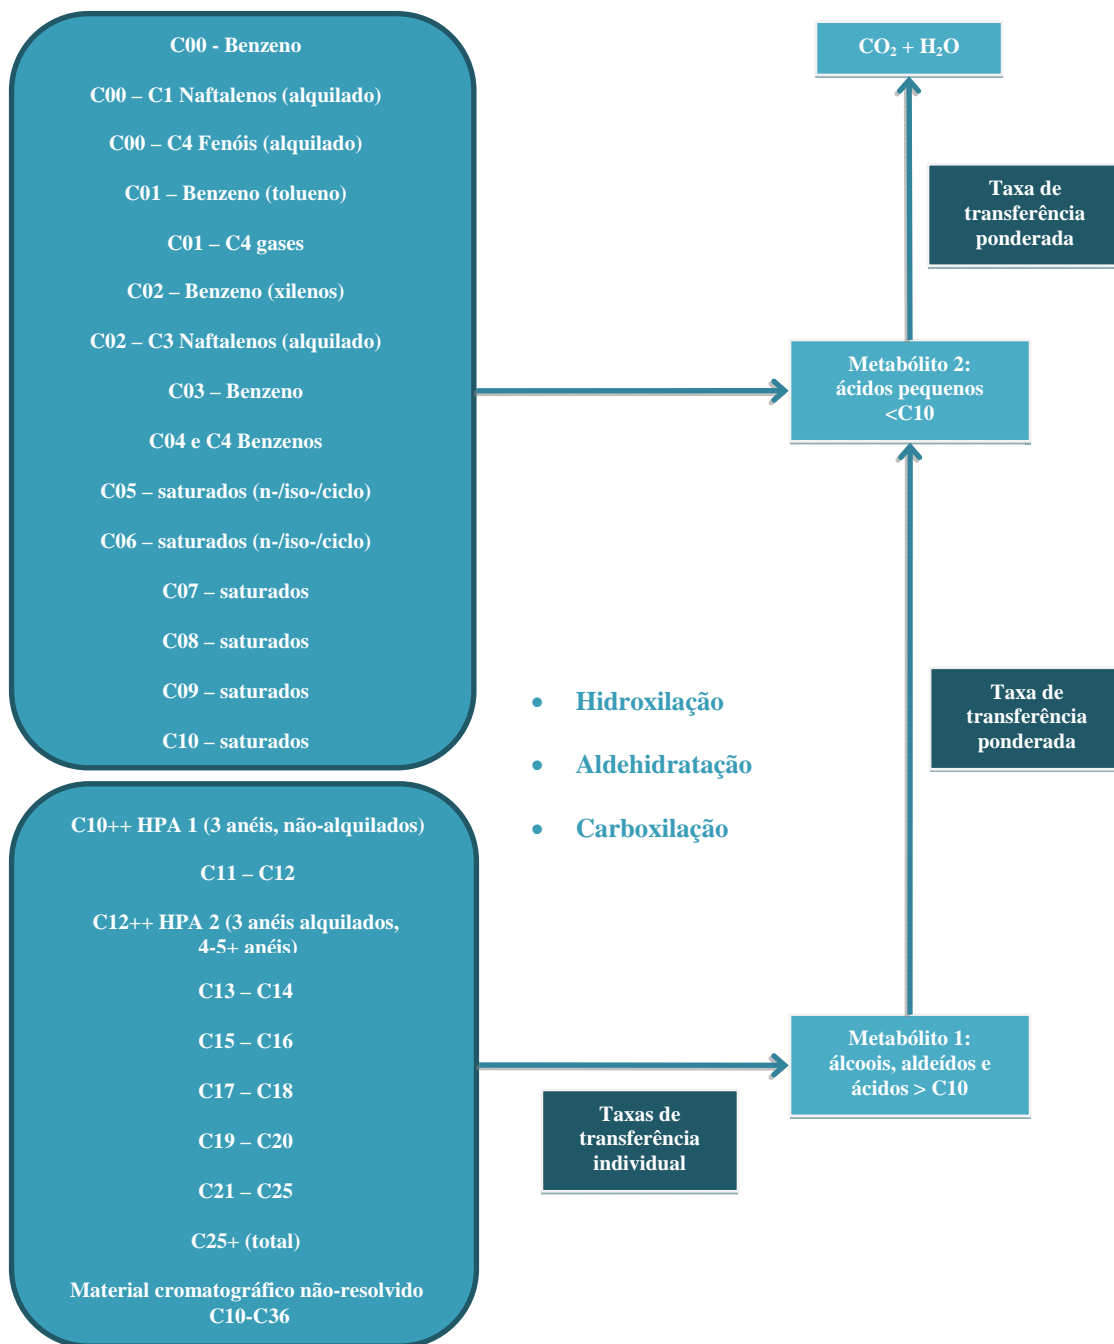 C00 - Benzeno
C00 – C1 Naftalenos (alquilado)
C00 – C4 Fenóis (alquilado)
C01 – Benzeno (tolueno)
C01 – C4 gases
C02 – Benzeno (xilenos)
C02 – C3 Naftalenos (alquilado)
C03 – Benzeno
C04 e C4 Benzenos
C05 – saturados (n-/iso-/ciclo)
C06 – saturados (n-/iso-/ciclo)
C07 – saturados
C08 – saturados
C09 – saturados
C10 – saturados
C10++ HPA 1 (3 anéis, não-alquilados)
C11 – C12
C12++ HPA 2 (3 anéis alquilados,
4-5+ anéis)
C13 – C14
C15 – C16
C17 – C18
C19 – C20
C21 – C25
C25+ (total)
Material cromatográfico não-resolvido
C10-C36
• Hidroxilação
• Aldehidratação
• Carboxilação
Taxas de
transferência
individual
CO₂ + H₂O
Taxa de
transferência
ponderada
Metabólito 2:
ácidos pequenos
<C10
Taxa de
transferência
ponderada
Metabólito 1:
álcoois, aldeídos e
ácidos > C10